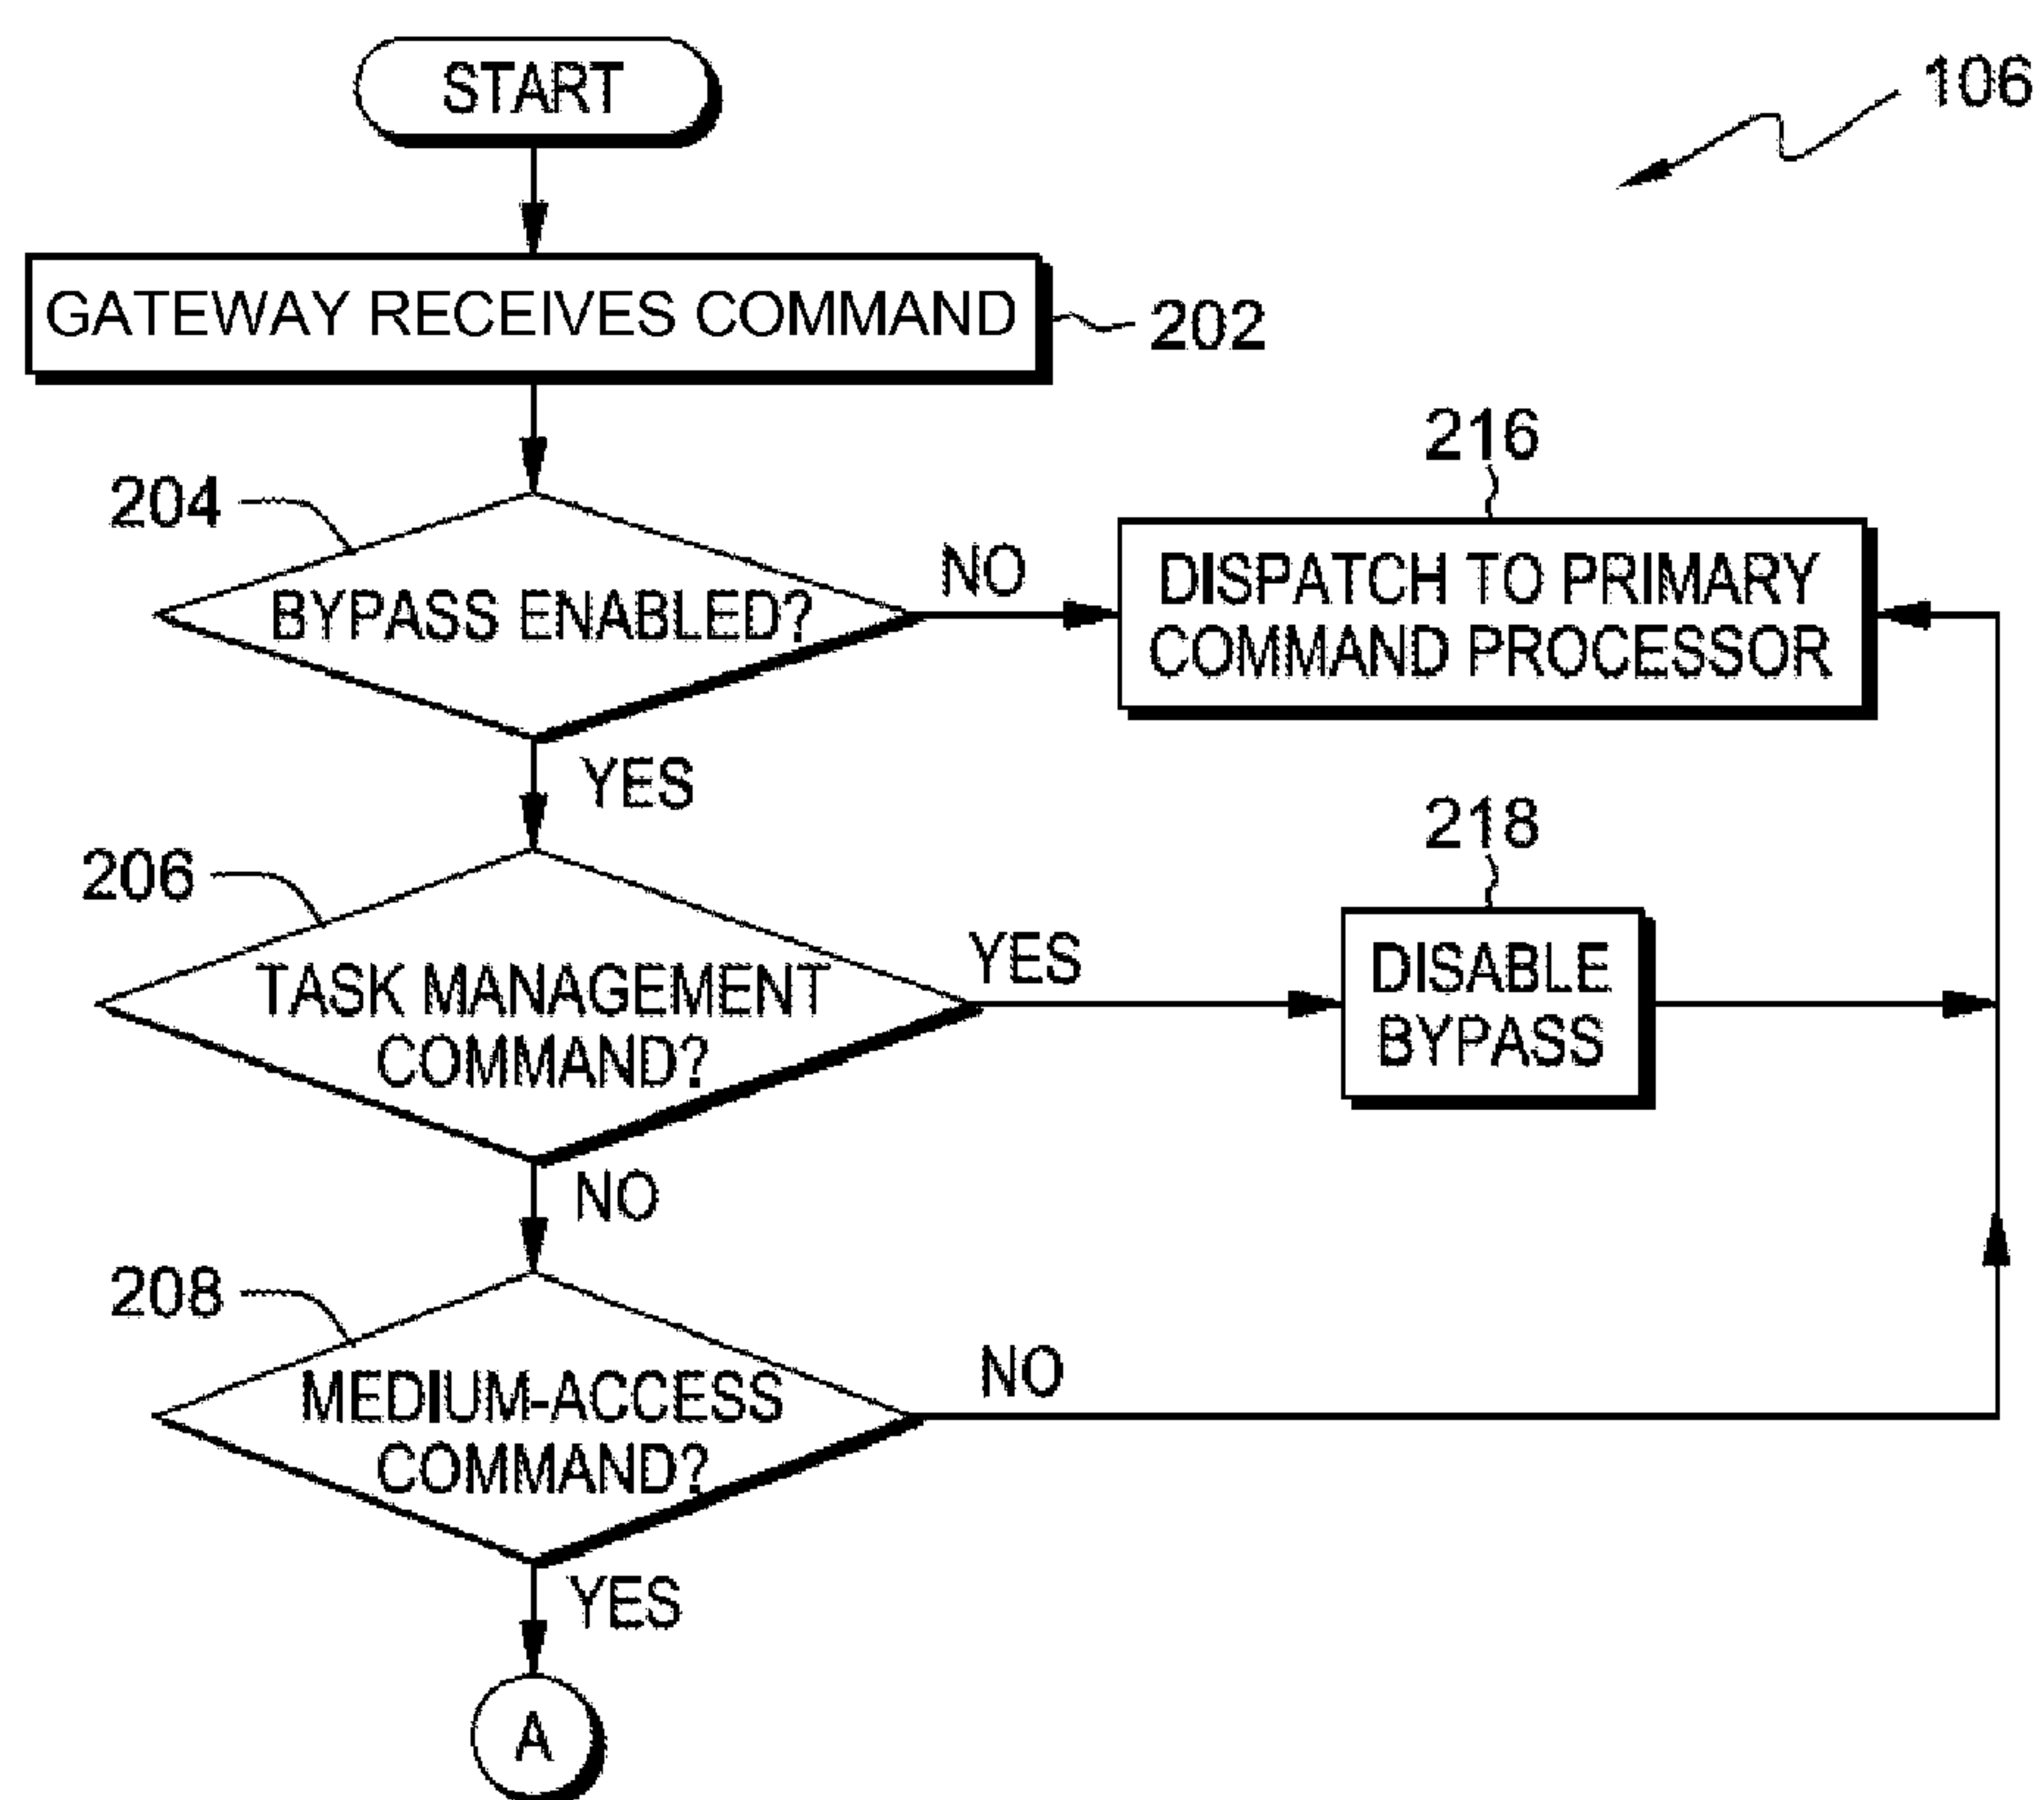 START
106
GATEWAY RECEIVES COMMAND
202
216
204
BYPASS ENABLED?
NO
DISPATCH TO PRIMARY
COMMAND PROCESSOR
YES
218
206
TASK MANAGEMENT
COMMAND?
YES
DISABLE
BYPASS
NO
208
MEDIUM-ACCESS
COMMAND?
NO
YES
A